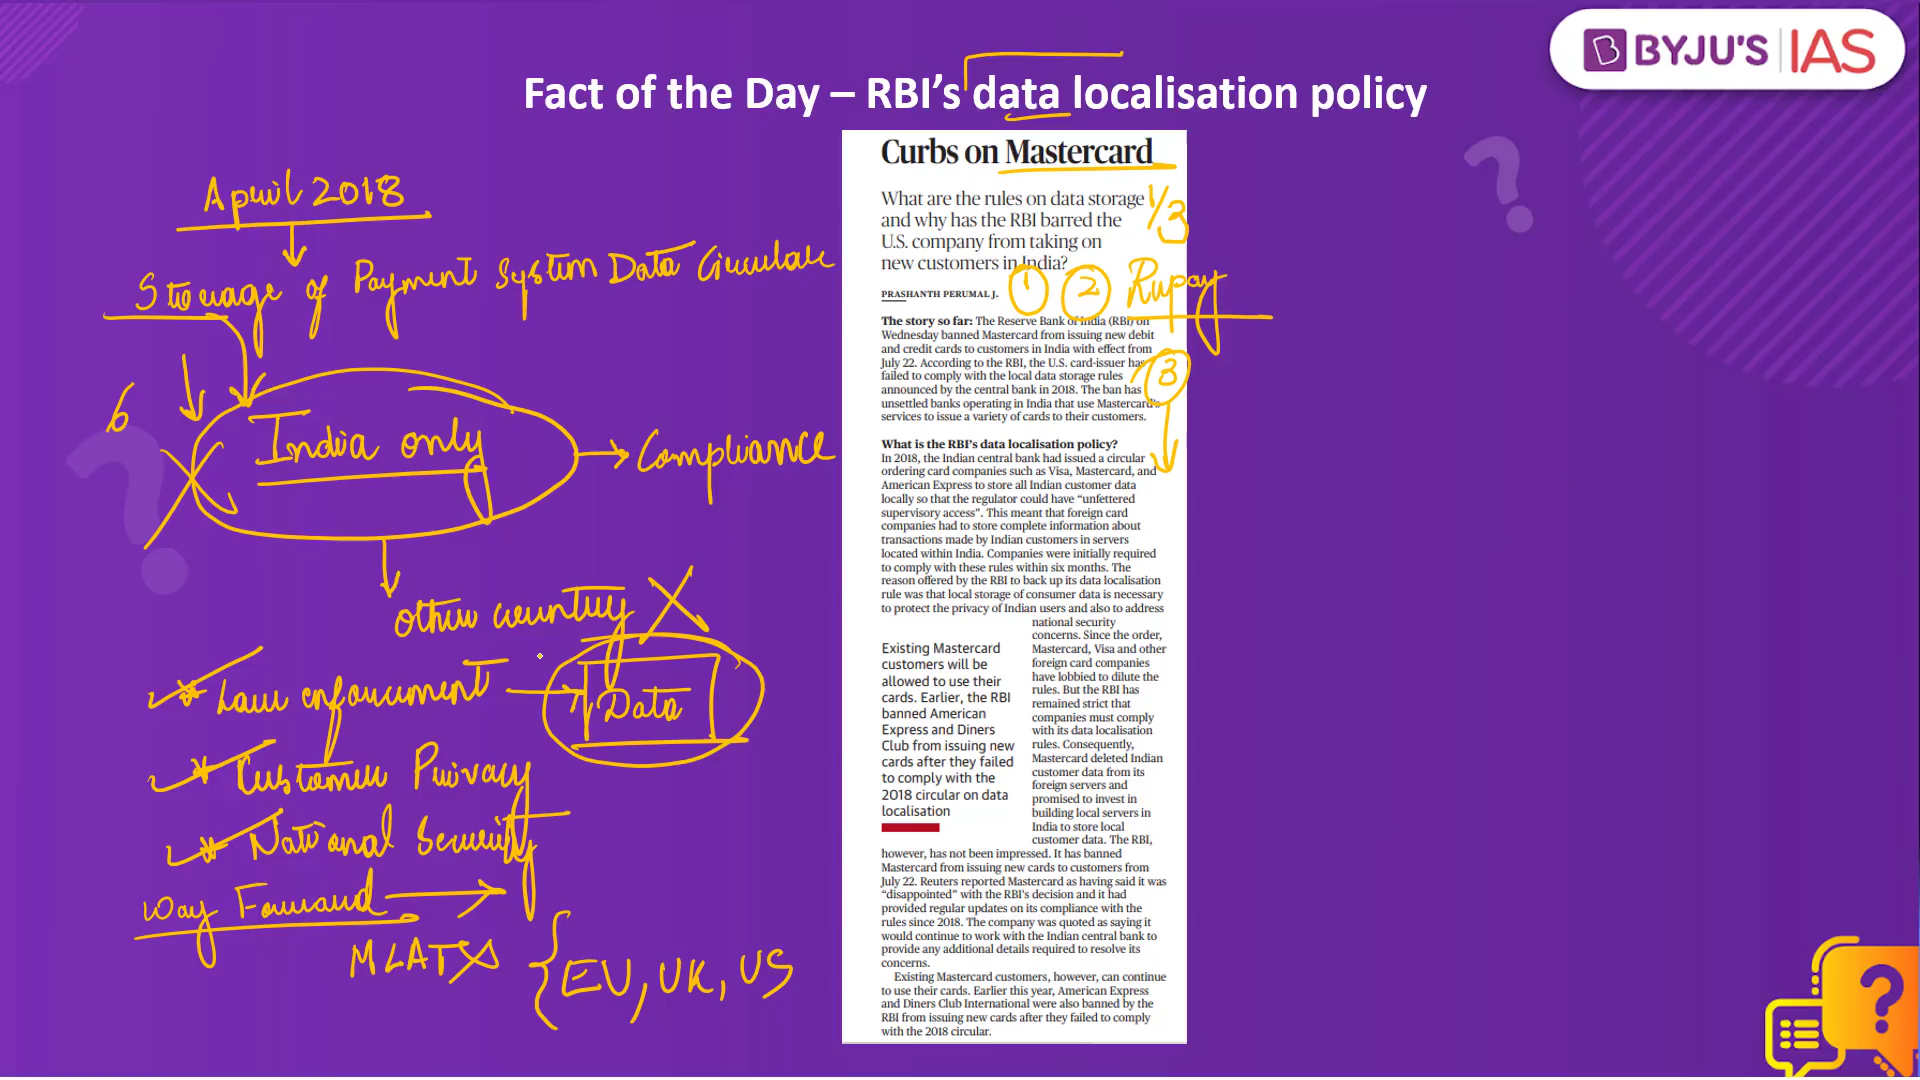 BYJU'S IAS
Fact of the Day – RBI's data localisation policy
April 2018
Storage of Payment System Data Circular
6
India only
Compliance
other country X
Law enforcement
Data
Customer Privacy
National Security
Way Forward
MLATX
EU, UK, US
Curbs on Mastercard
What are the rules on data storage
and why has the RBI barred the
U.S. company from taking on
new customers in India?
1/3
1 2 Rupay
3
PRASHANTH PERUMAL J.
The story so far: The Reserve Bank of India (RBI) on
Wednesday banned Mastercard from issuing new debit
and credit cards to customers in India with effect from
July 22. According to the RBI, the U.S. card-issuer has
failed to comply with the local data storage rules
announced by the central bank in 2018. The ban has
unsettled banks operating in India that use Mastercard's
services to issue a variety of cards to their customers.
What is the RBI's data localisation policy?
In 2018, the Indian central bank had issued a circular
ordering card companies such as Visa, Mastercard, and
American Express to store all Indian customer data
locally so that the regulator could have "unfettered
supervisory access". This meant that foreign card
companies had to store complete information about
transactions made by Indian customers in servers
located within India. Companies were initially required
to comply with these rules within six months. The
reason offered by the RBI to back up its data localisation
rule was that local storage of consumer data is necessary
to protect the privacy of Indian users and also to address
national security
concerns. Since the order,
Mastercard, Visa and other
foreign card companies
have lobbied to dilute the
rules. But the RBI has
remained strict that
companies must comply
with its data localisation
rules. Consequently,
Mastercard deleted Indian
customer data from its
foreign servers and
promised to invest in
building local servers in
India to store local
customer data. The RBI,
Existing Mastercard
customers will be
allowed to use their
cards. Earlier, the RBI
banned American
Express and Diners
Club from issuing new
cards after they failed
to comply with the
2018 circular on data
localisation
however, has not been impressed. It has banned
Mastercard from issuing new cards to customers from
July 22. Reuters reported Mastercard as having said it was
"disappointed" with the RBI's decision and it had
provided regular updates on its compliance with the
rules since 2018. The company was quoted as saying it
would continue to work with the Indian central bank to
provide any additional details required to resolve its
concerns.
Existing Mastercard customers, however, can continue
to use their cards. Earlier this year, American Express
and Diners Club International were also banned by the
RBI from issuing new cards after they failed to comply
with the 2018 circular.